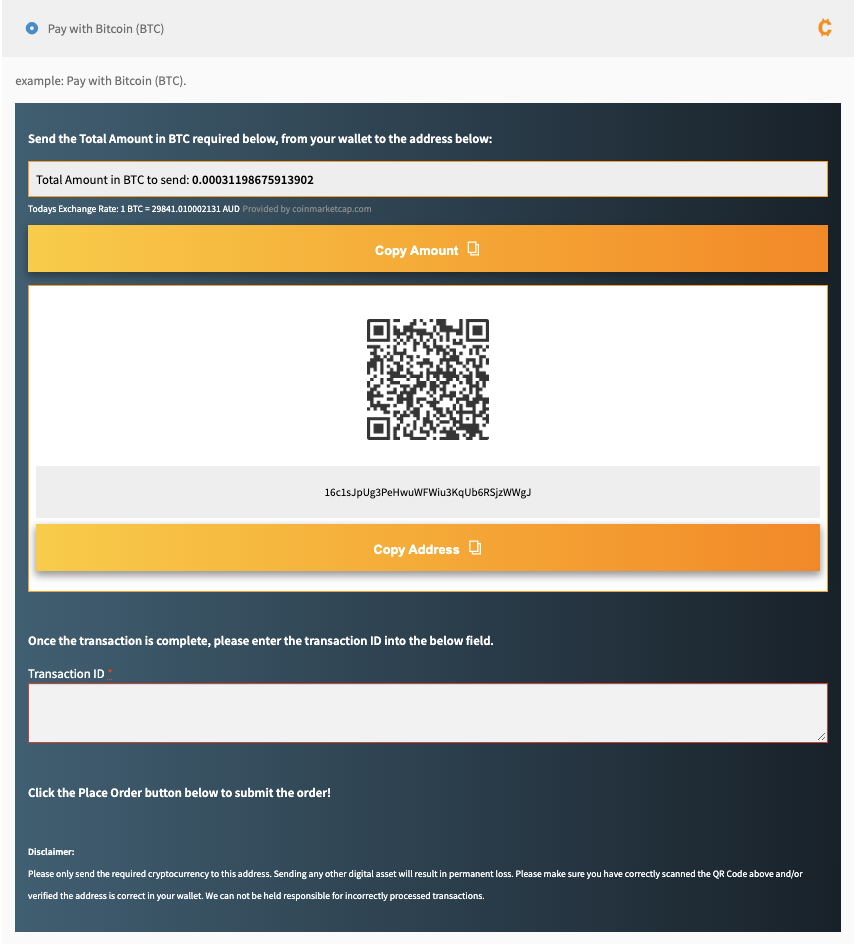 Pay with Bitcoin (BTC)
example: Pay with Bitcoin (BTC).
Send the Total Amount in BTC required below, from your wallet to the address below:
Total Amount in BTC to send: 0.00031198675913902
Todays Exchange Rate: 1 BTC = 29841.010002131 AUD Provided by coinmarketcap.com
Copy Amount
16c1sJpUg3PeHwuWFWiu3KqUb6RSjzWWgJ
Copy Address
Once the transaction is complete, please enter the transaction ID into the below field.
Transaction ID *
Click the Place Order button below to submit the order!
Disclaimer:
Please only send the required cryptocurrency to this address. Sending any other digital asset will result in permanent loss. Please make sure you have correctly scanned the QR Code above and/or
verified the address is correct in your wallet. We can not be held responsible for incorrectly processed transactions.